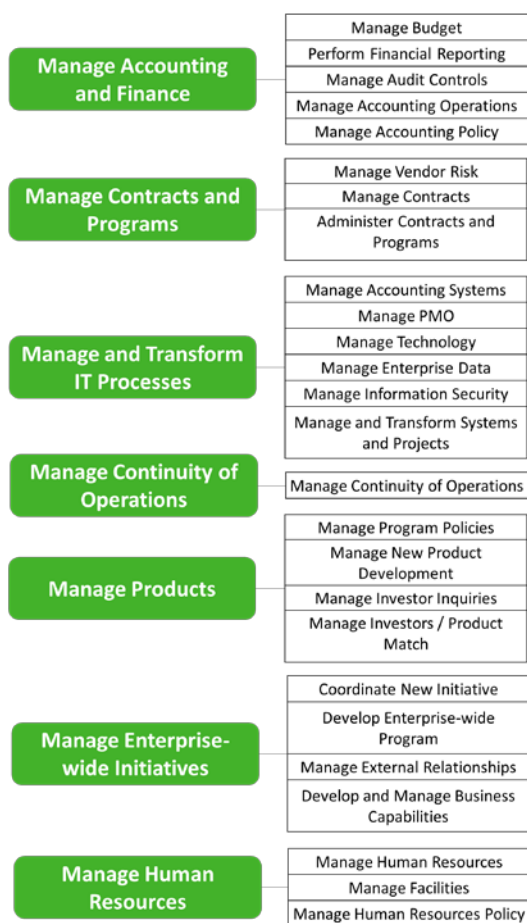 Manage Accounting
and Finance
Manage Budget
Perform Financial Reporting
Manage Audit Controls
Manage Accounting Operations
Manage Accounting Policy
Manage Contracts and
Programs
Manage Vendor Risk
Manage Contracts
Administer Contracts and
Programs
Manage and Transform
IT Processes
Manage Accounting Systems
Manage PMO
Manage Technology
Manage Enterprise Data
Manage Information Security
Manage and Transform Systems
and Projects
Manage Continuity of
Operations
Manage Continuity of Operations
Manage Products
Manage Program Policies
Manage New Product
Development
Manage Investor Inquiries
Manage Investors / Product
Match
Manage Enterprise-
wide Initiatives
Coordinate New Initiative
Develop Enterprise-wide
Program
Manage External Relationships
Develop and Manage Business
Capabilities
Manage Human
Resources
Manage Human Resources
Manage Facilities
Manage Human Resources Policy